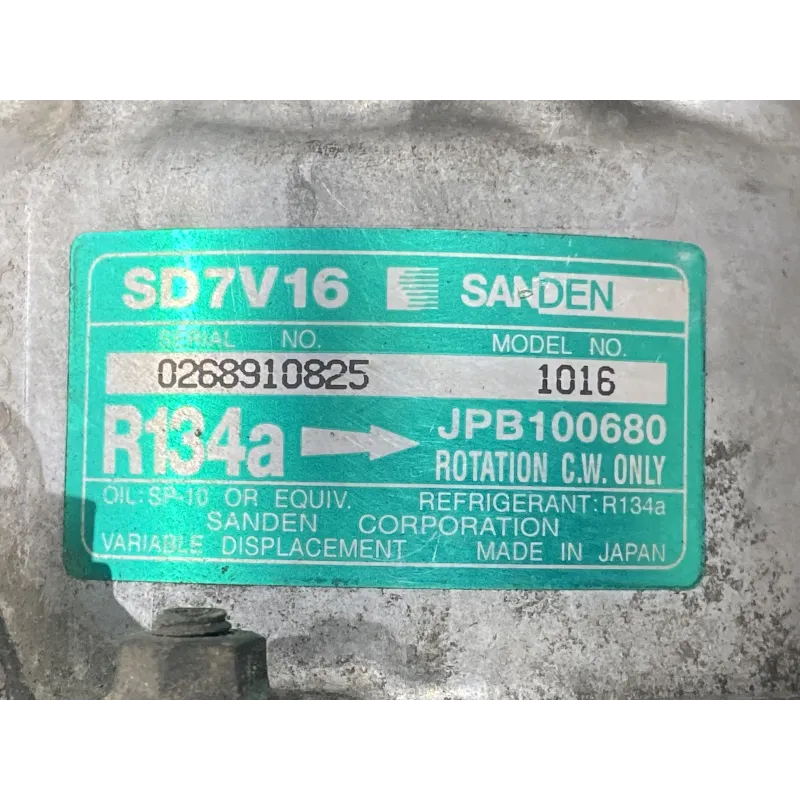 SD7V16 SANDEN
SERIAL NO. MODEL NO.
0268910825 1016
R134a JPB100680
ROTATION C.W. ONLY
OIL: SP-10 OR EQUIV. REFRIGERANT: R134a
SANDEN CORPORATION
VARIABLE DISPLACEMENT MADE IN JAPAN